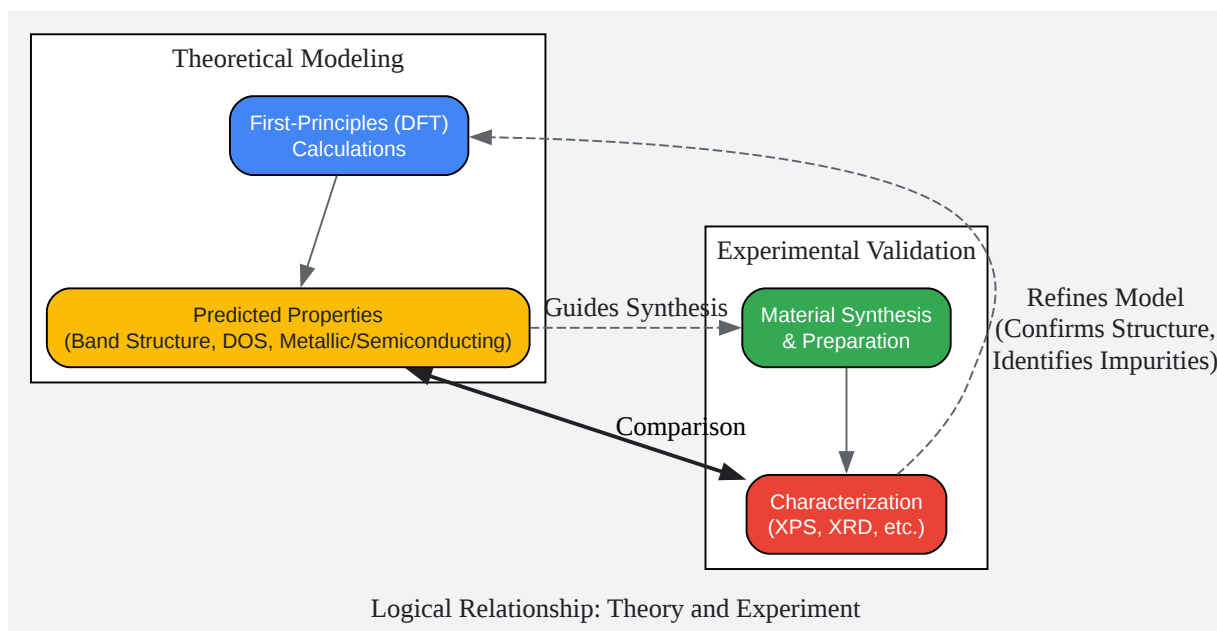 Theoretical Modeling
First-Principles (DFT)
Calculations
Predicted Properties
(Band Structure, DOS, Metallic/Semiconducting)
Guides Synthesis
Experimental Validation
Material Synthesis
& Preparation
Refines Model
(Confirms Structure,
Identifies Impurities)
Comparison
Characterization
(XPS, XRD, etc.)
Logical Relationship: Theory and Experiment